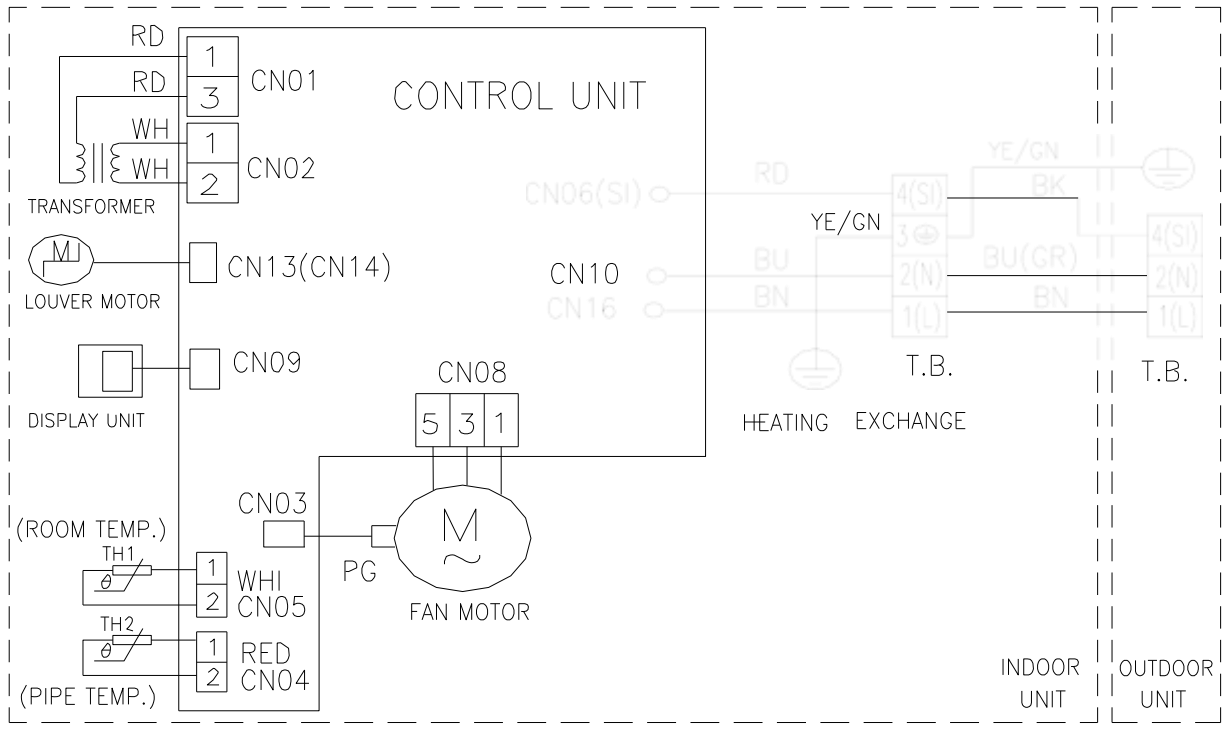 RD
1
CN01
RD
3
CONTROL UNIT
WH
1
CN02
WH
2
TRANSFORMER
CN06(SI)
RD
4(SI)
YE/GN
BK
YE/GN
3
4(SI)
M
LOUVER MOTOR
CN13(CN14)
CN10
BU
2(N)
BU(GR)
2(N)
CN16
BN
1(L)
BN
1(L)
T.B.
T.B.
DISPLAY UNIT
CN09
CN08
5 3 1
HEATING EXCHANGE
CN03
PG
M
~
FAN MOTOR
(ROOM TEMP.)
TH1
θ
1
2
WHI
CN05
TH2
θ
1
2
RED
CN04
(PIPE TEMP.)
INDOOR
UNIT
OUTDOOR
UNIT